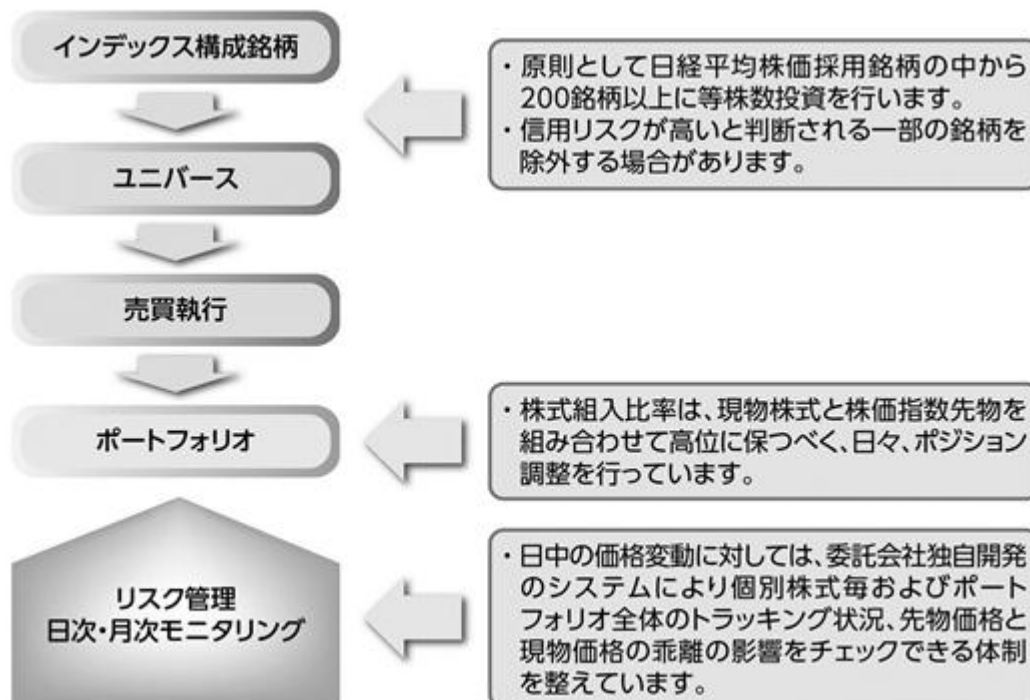 インデックス構成銘柄
・原則として日経平均株価採用銘柄の中から
200銘柄以上に等株数投資を行います。
・信用リスクが高いと判断される一部の銘柄を
除外する場合があります。
ユニバース
売買執行
ポートフォリオ
・株式組入比率は、現物株式と株価指数先物を
組み合わせて高位に保つべく、日々、ポジション
調整を行っています。
リスク管理
日次・月次モニタリング
・日中の価格変動に対しては、委託会社独自開発
のシステムにより個別株式毎およびポート
フォリオ全体のトラッキング状況、先物価格と
現物価格の乖離の影響をチェックできる体制
を整えています。